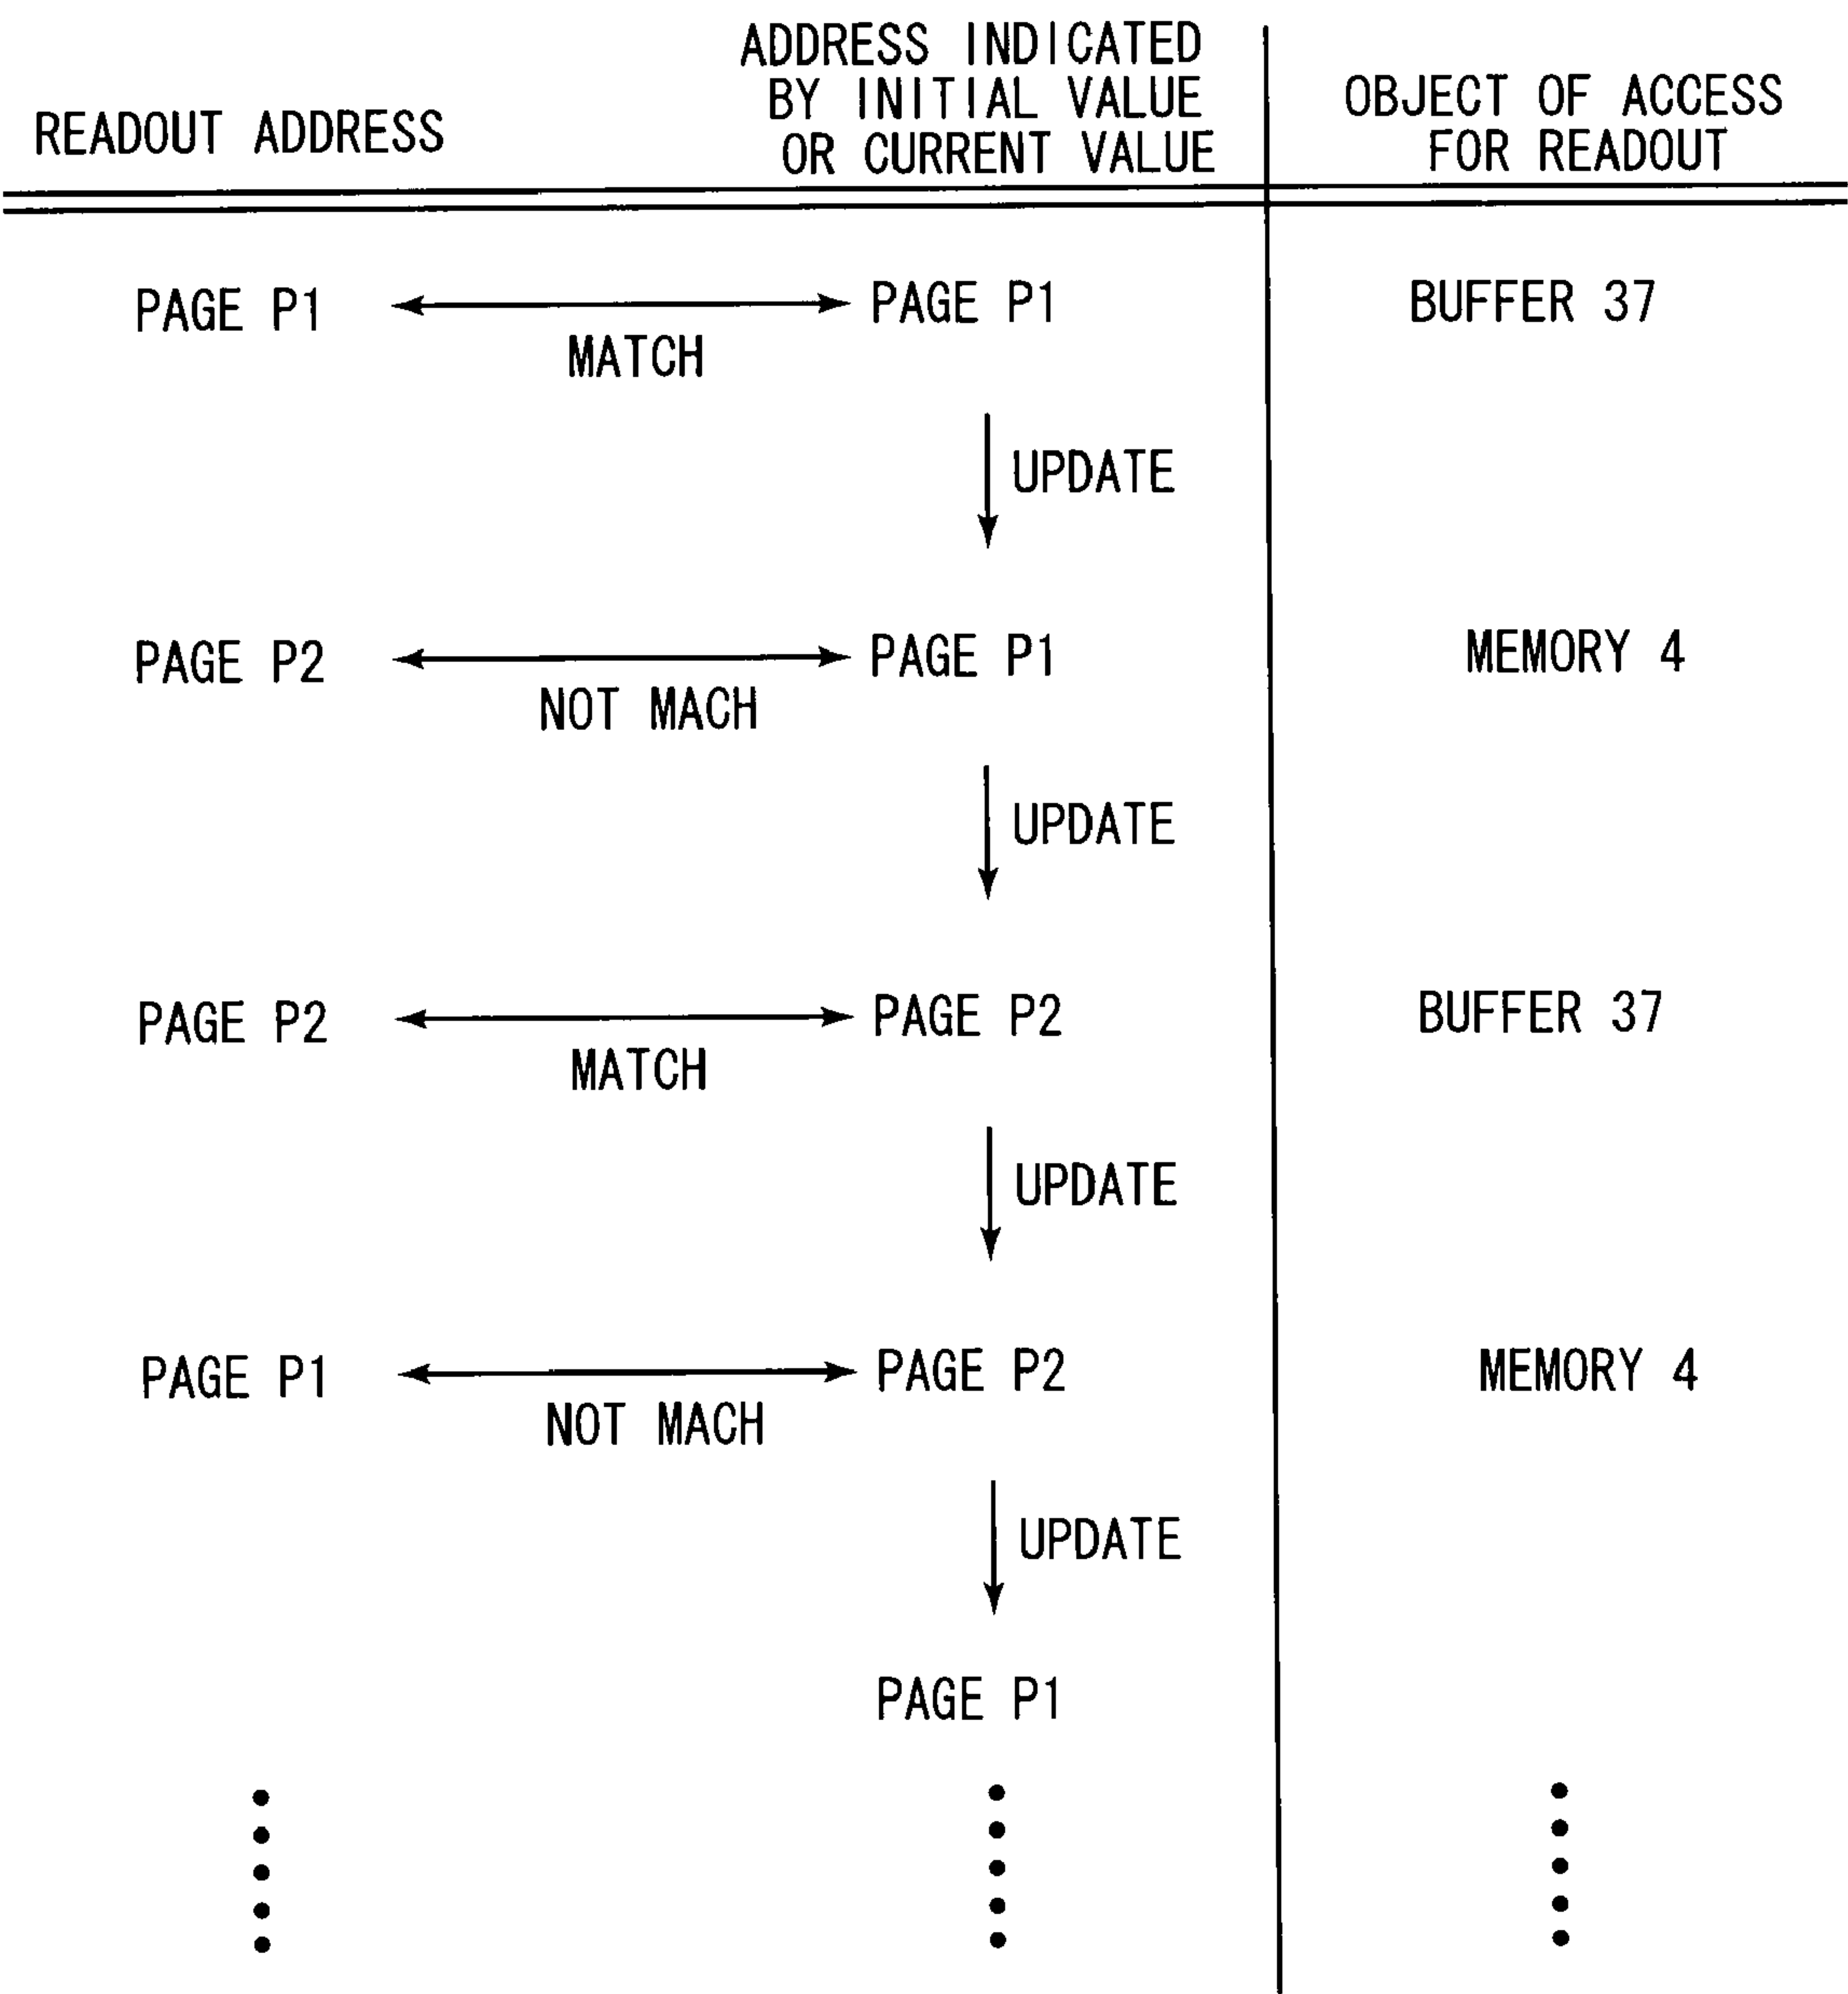 READOUT ADDRESS
ADDRESS INDICATED
BY INITIAL VALUE
OR CURRENT VALUE
OBJECT OF ACCESS
FOR READOUT
PAGE P1
MATCH
PAGE P1
BUFFER 37
UPDATE
PAGE P2
NOT MACH
PAGE P1
MEMORY 4
UPDATE
PAGE P2
MATCH
PAGE P2
BUFFER 37
UPDATE
PAGE P1
NOT MACH
PAGE P2
MEMORY 4
UPDATE
PAGE P1